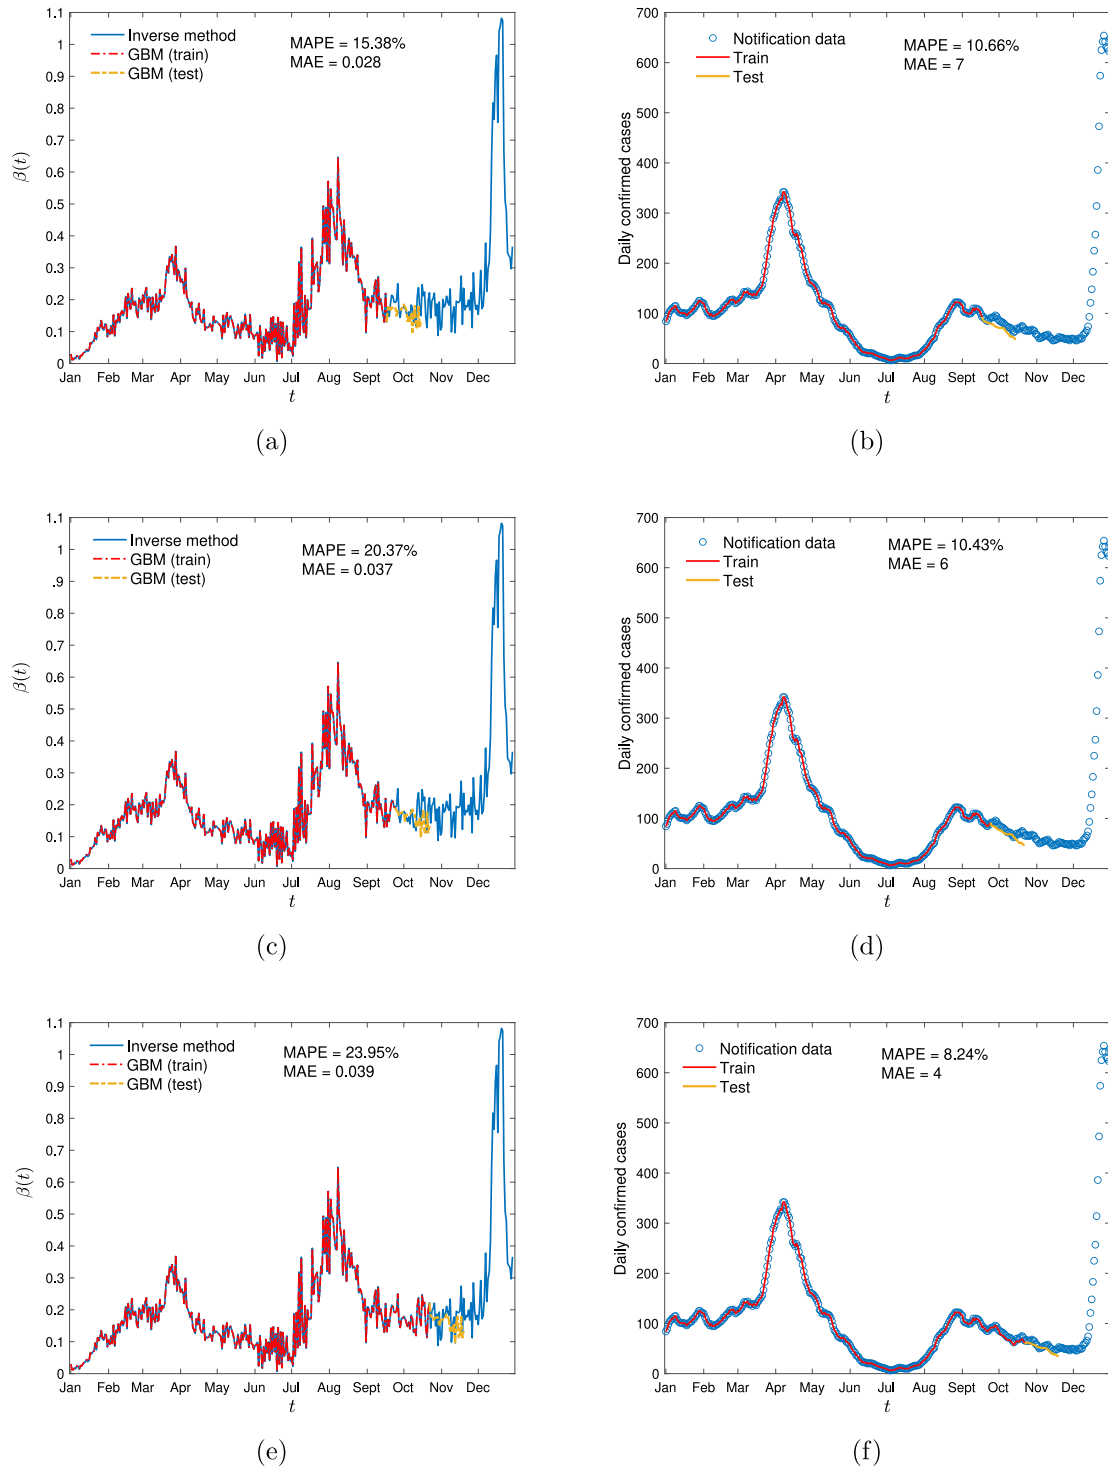 1.1
1
0.9
0.8
0.7
0.6
0.5
0.4
0.3
0.2
0.1
0
β(t)
Inverse method
GBM (train)
GBM (test)
MAPE = 15.38%
MAE = 0.028
Jan Feb Mar Apr May Jun Jul Aug Sept Oct Nov Dec
t
(a)
700
600
500
400
300
200
100
0
Daily confirmed cases
Notification data
Train
Test
MAPE = 10.66%
MAE = 7
Jan Feb Mar Apr May Jun Jul Aug Sept Oct Nov Dec
t
(b)
1.1
.1
0.9
0.8
0.7
0.6
0.5
0.4
0.3
0.2
0.1
0
β(t)
Inverse method
GBM (train)
GBM (test)
MAPE = 20.37%
MAE = 0.037
Jan Feb Mar Apr May Jun Jul Aug Sept Oct Nov Dec
t
(c)
700
600
500
400
300
200
100
0
Daily confirmed cases
Notification data
Train
Test
MAPE = 10.43%
MAE = 6
Jan Feb Mar Apr May Jun Jul Aug Sept Oct Nov Dec
t
(d)
1.1
1
0.9
0.8
0.7
0.6
0.5
0.4
0.3
0.2
0.1
0
β(t)
Inverse method
GBM (train)
GBM (test)
MAPE = 23.95%
MAE = 0.039
Jan Feb Mar Apr May Jun Jul Aug Sept Oct Nov Dec
t
(e)
700
600
500
400
300
200
100
0
Daily confirmed cases
Notification data
Train
Test
MAPE = 8.24%
MAE = 4
Jan Feb Mar Apr May Jun Jul Aug Sept Oct Nov Dec
t
(f)